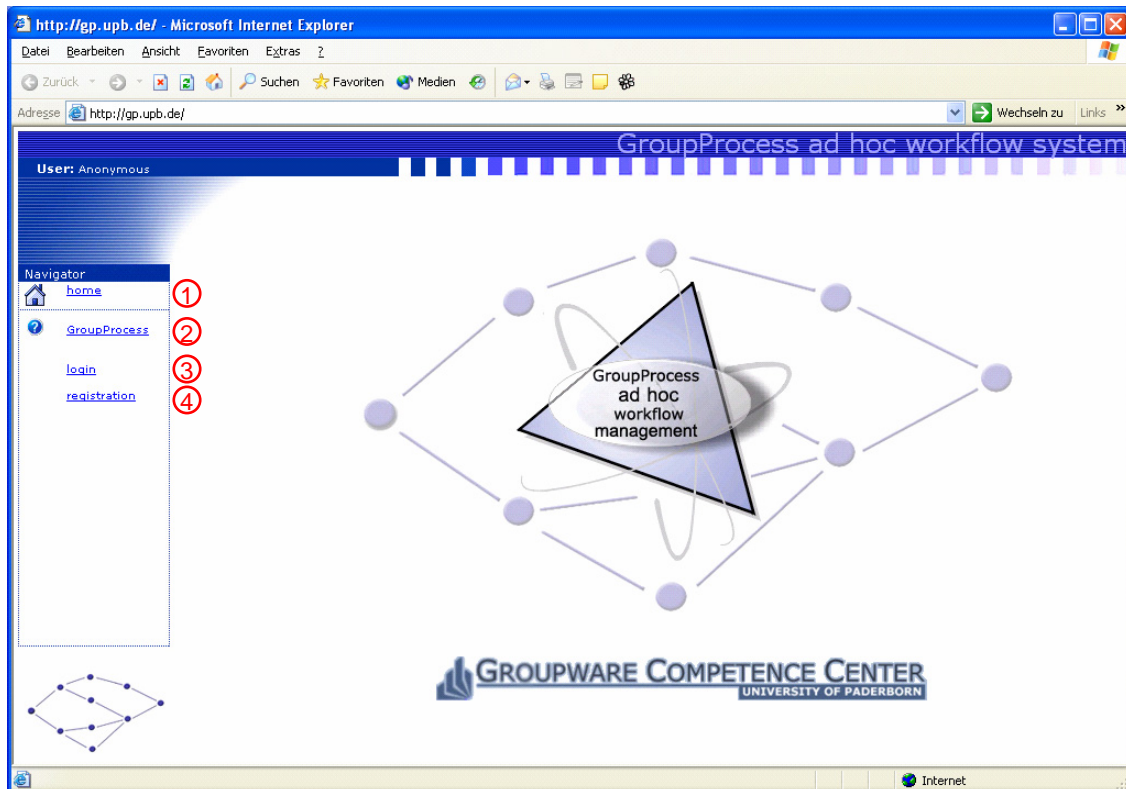 http://gp.upb.de/ - Microsoft Internet Explorer
Datei Bearbeiten Ansicht Favoriten Extras ?
Zurück Suchen Favoriten Medien
Adresse http://gp.upb.de/ Wechseln zu Links »
GroupProcess ad hoc workflow system
User: Anonymous
Navigator
home 1
GroupProcess 2
login 3
registration 4
GroupProcess
ad hoc
workflow
management
GROUPWARE COMPETENCE CENTER
UNIVERSITY OF PADERBORN
Internet